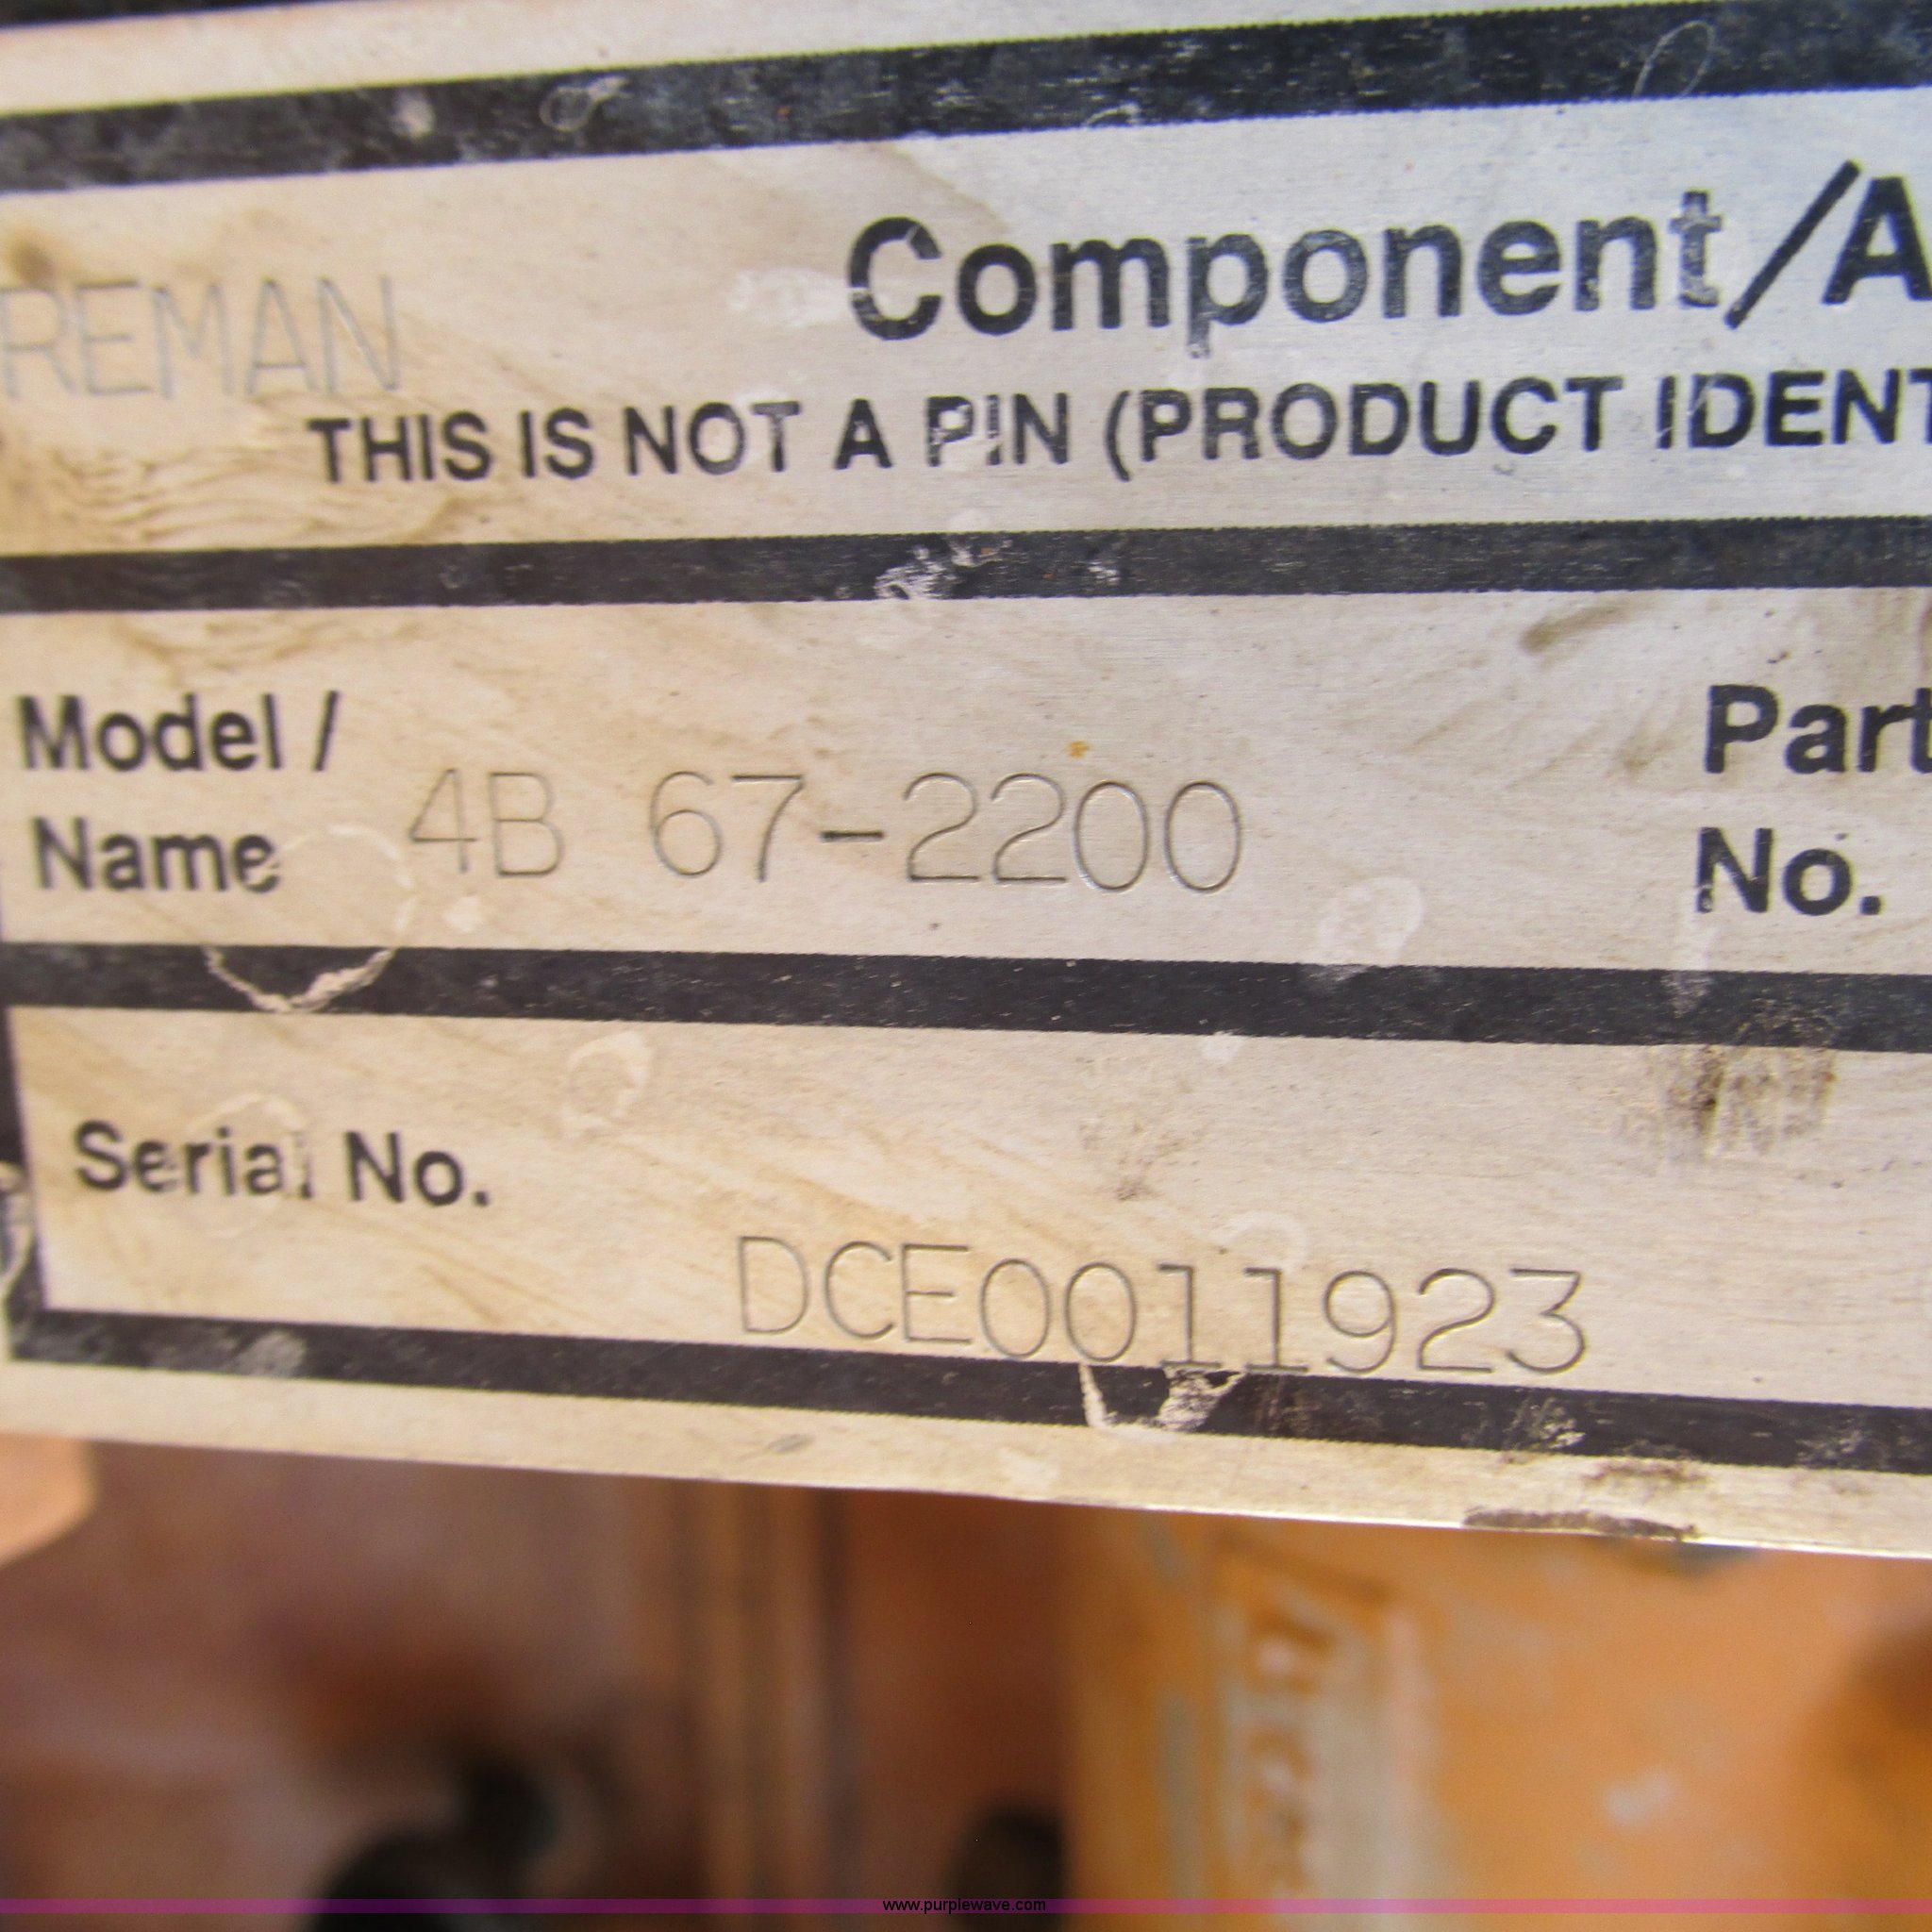 REMAN
Component/A
THIS IS NOT A PIN (PRODUCT IDENT
Model /
Name
4B 67-2200
Part
No.
Serial No.
DCE0011923
www.purplewave.com